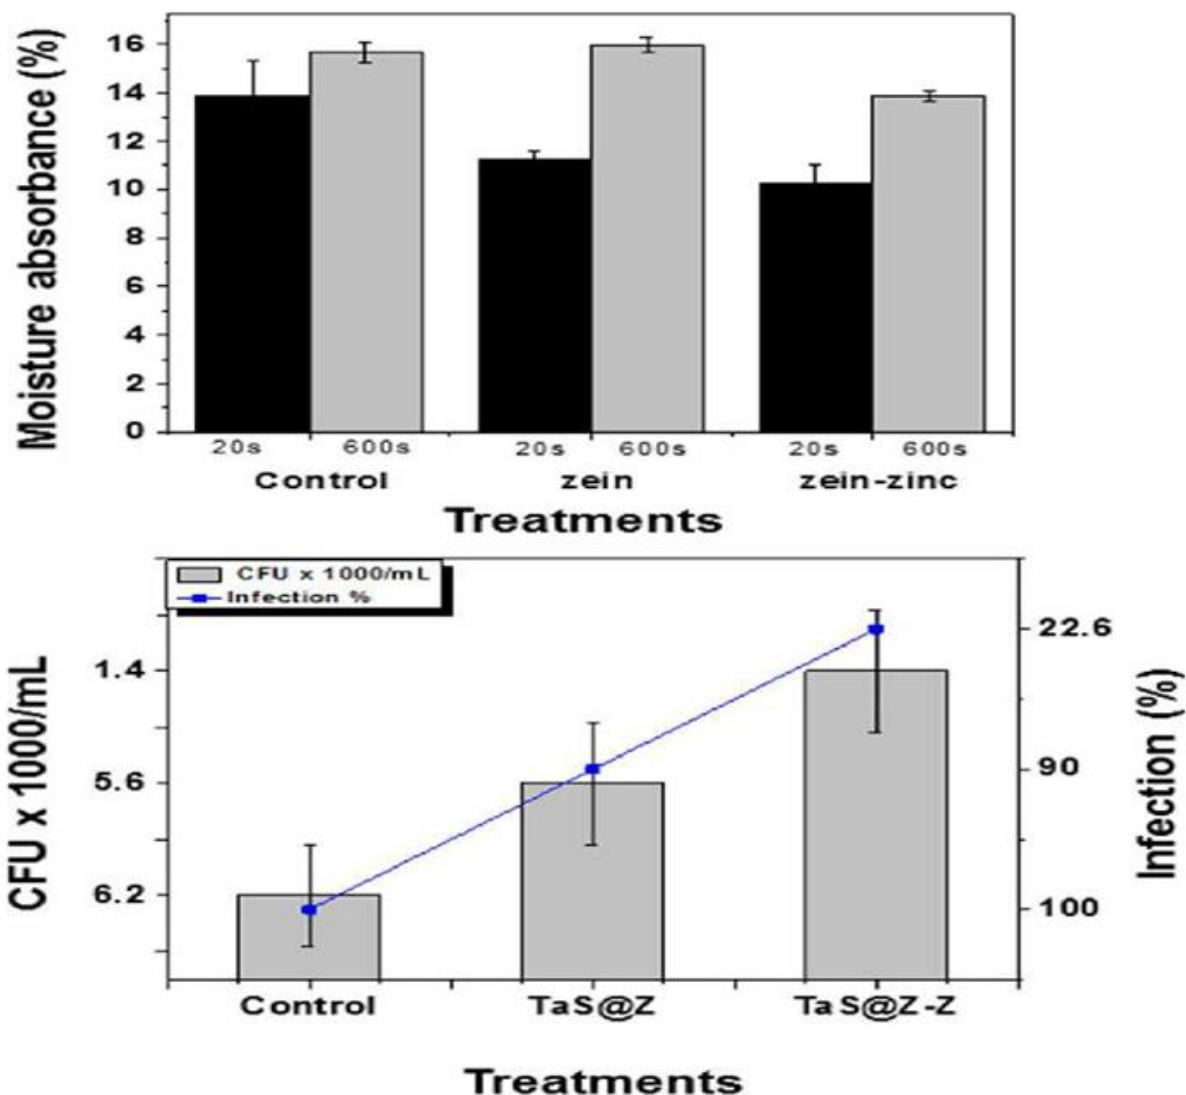 Moisture absorbance (%)
16
14
12
10
8
6
4
2
0
20s 600s 20s 600s 20s 600s
Control zein zein-zinc
Treatments
CFU x 1000/mL
Infection %
CFU x 1000/mL
1.4
5.6
6.2
22.6
90
100
Infection (%)
Control TaS@Z TaS@Z-Z
Treatments